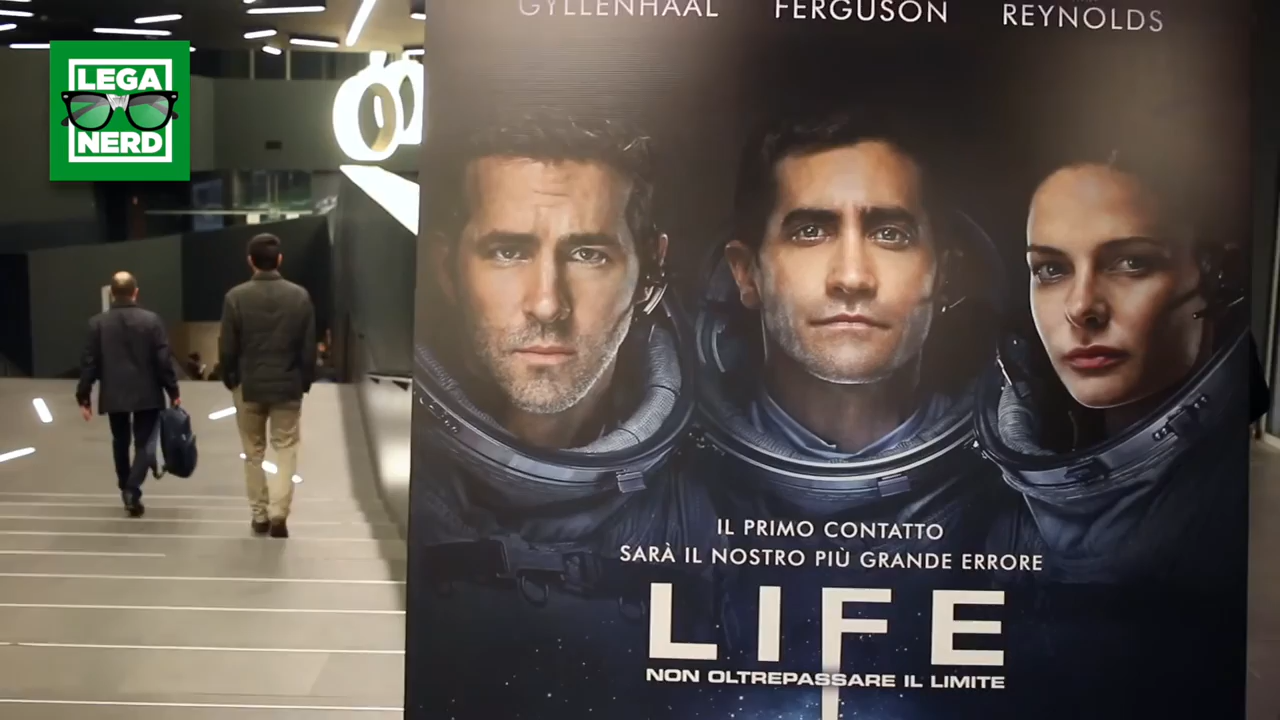 GYLLENHAAL FERGUSON REYNOLDS
LEGA
NERD
IL PRIMO CONTATTO
SARÀ IL NOSTRO PIÙ GRANDE ERRORE
LIFE
NON OLTREPASSARE IL LIMITE